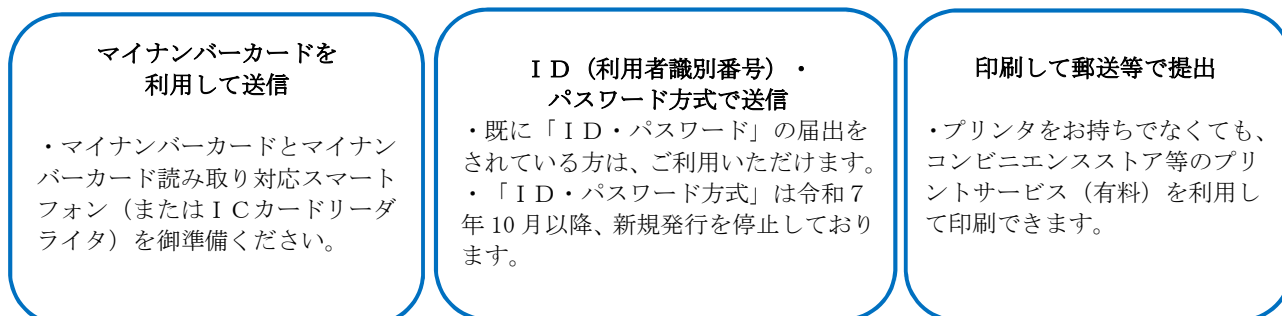 マイナンバーカードを
利用して送信
・マイナンバーカードとマイナン
バーカード読み取り対応スマート
フォン（またはＩＣカードリーダ
ライタ）を御準備ください。
ＩＤ（利用者識別番号）・
パスワード方式で送信
・既に「ＩＤ・パスワード」の届出を
されている方は、ご利用いただけます。
・「ID・パスワード方式」は令和７
年 10 月以降、新規発行を停止しており
ます。
印刷して郵送等で提出
・プリンタをお持ちでなくても、
コンビニエンスストア等のプリ
ントサービス（有料）を利用し
て印刷できます。